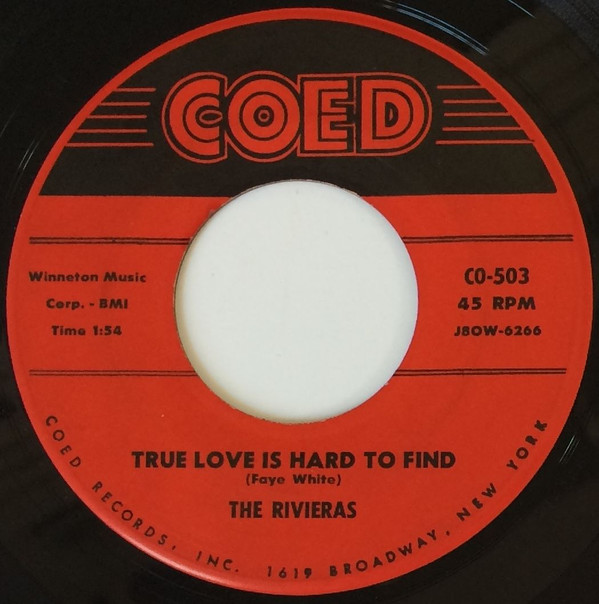 COED
Winneton Music
Corp. - BMI
Time 1:54
CO-503
45 RPM
J8OW-6266
TRUE LOVE IS HARD TO FIND
(Faye White)
THE RIVIERAS
COED RECORDS, INC. 1619 BROADWAY, NEW YORK